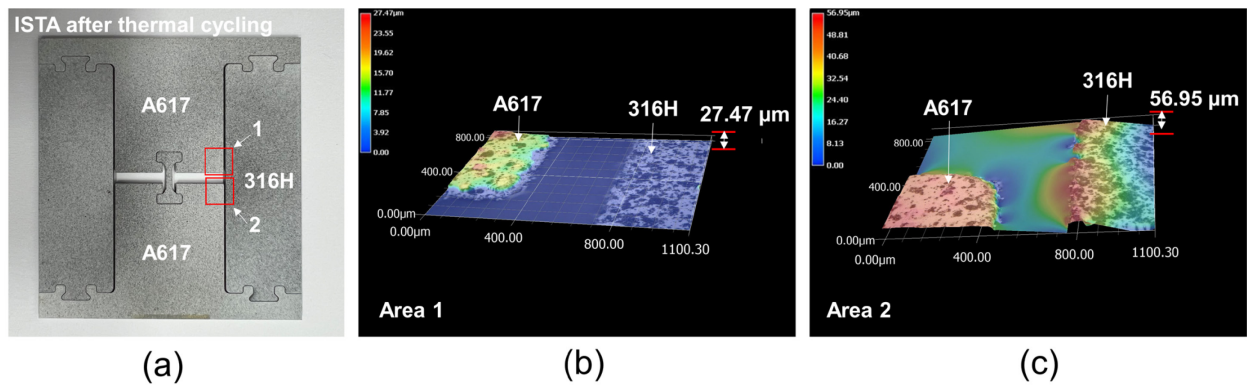 ISTA after thermal cycling
A617
1
316H
2
A617
(a)
27.47μm
25.00
22.55
19.62
15.70
11.77
7.85
3.92
0.00
A617
316H
27.47 μm
800.00
400.00
0.00μm
0.00μm
400.00
800.00
1100.30
Area 1
(b)
56.95μm
48.81
40.68
32.54
24.40
16.27
8.13
0.00
A617
316H
56.95 μm
800.00
400.00
0.00μm
0.00μm
400.00
800.00
1100.30
Area 2
(c)